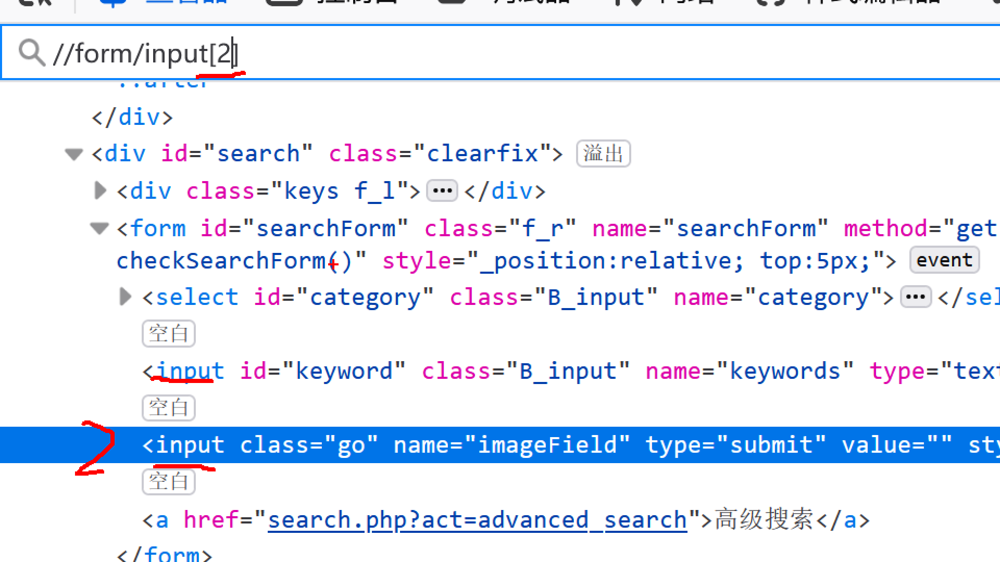 //form/input[2]
::after
</div>
<div id="search" class="clearfix"> 溢出
<div class="keys f_l"> ••• </div>
<form id="searchForm" class="f_r" name="searchForm" method="get
checkSearchForm()" style="_position:relative; top:5px;"> event
<select id="category" class="B_input" name="category"> ••• </sel
空白
<input id="keyword" class="B_input" name="keywords" type="text
空白
2
<input class="go" name="imageField" type="submit" value="" sty
空白
<a href="search.php?act=advanced_search">高级搜索</a>
</form>